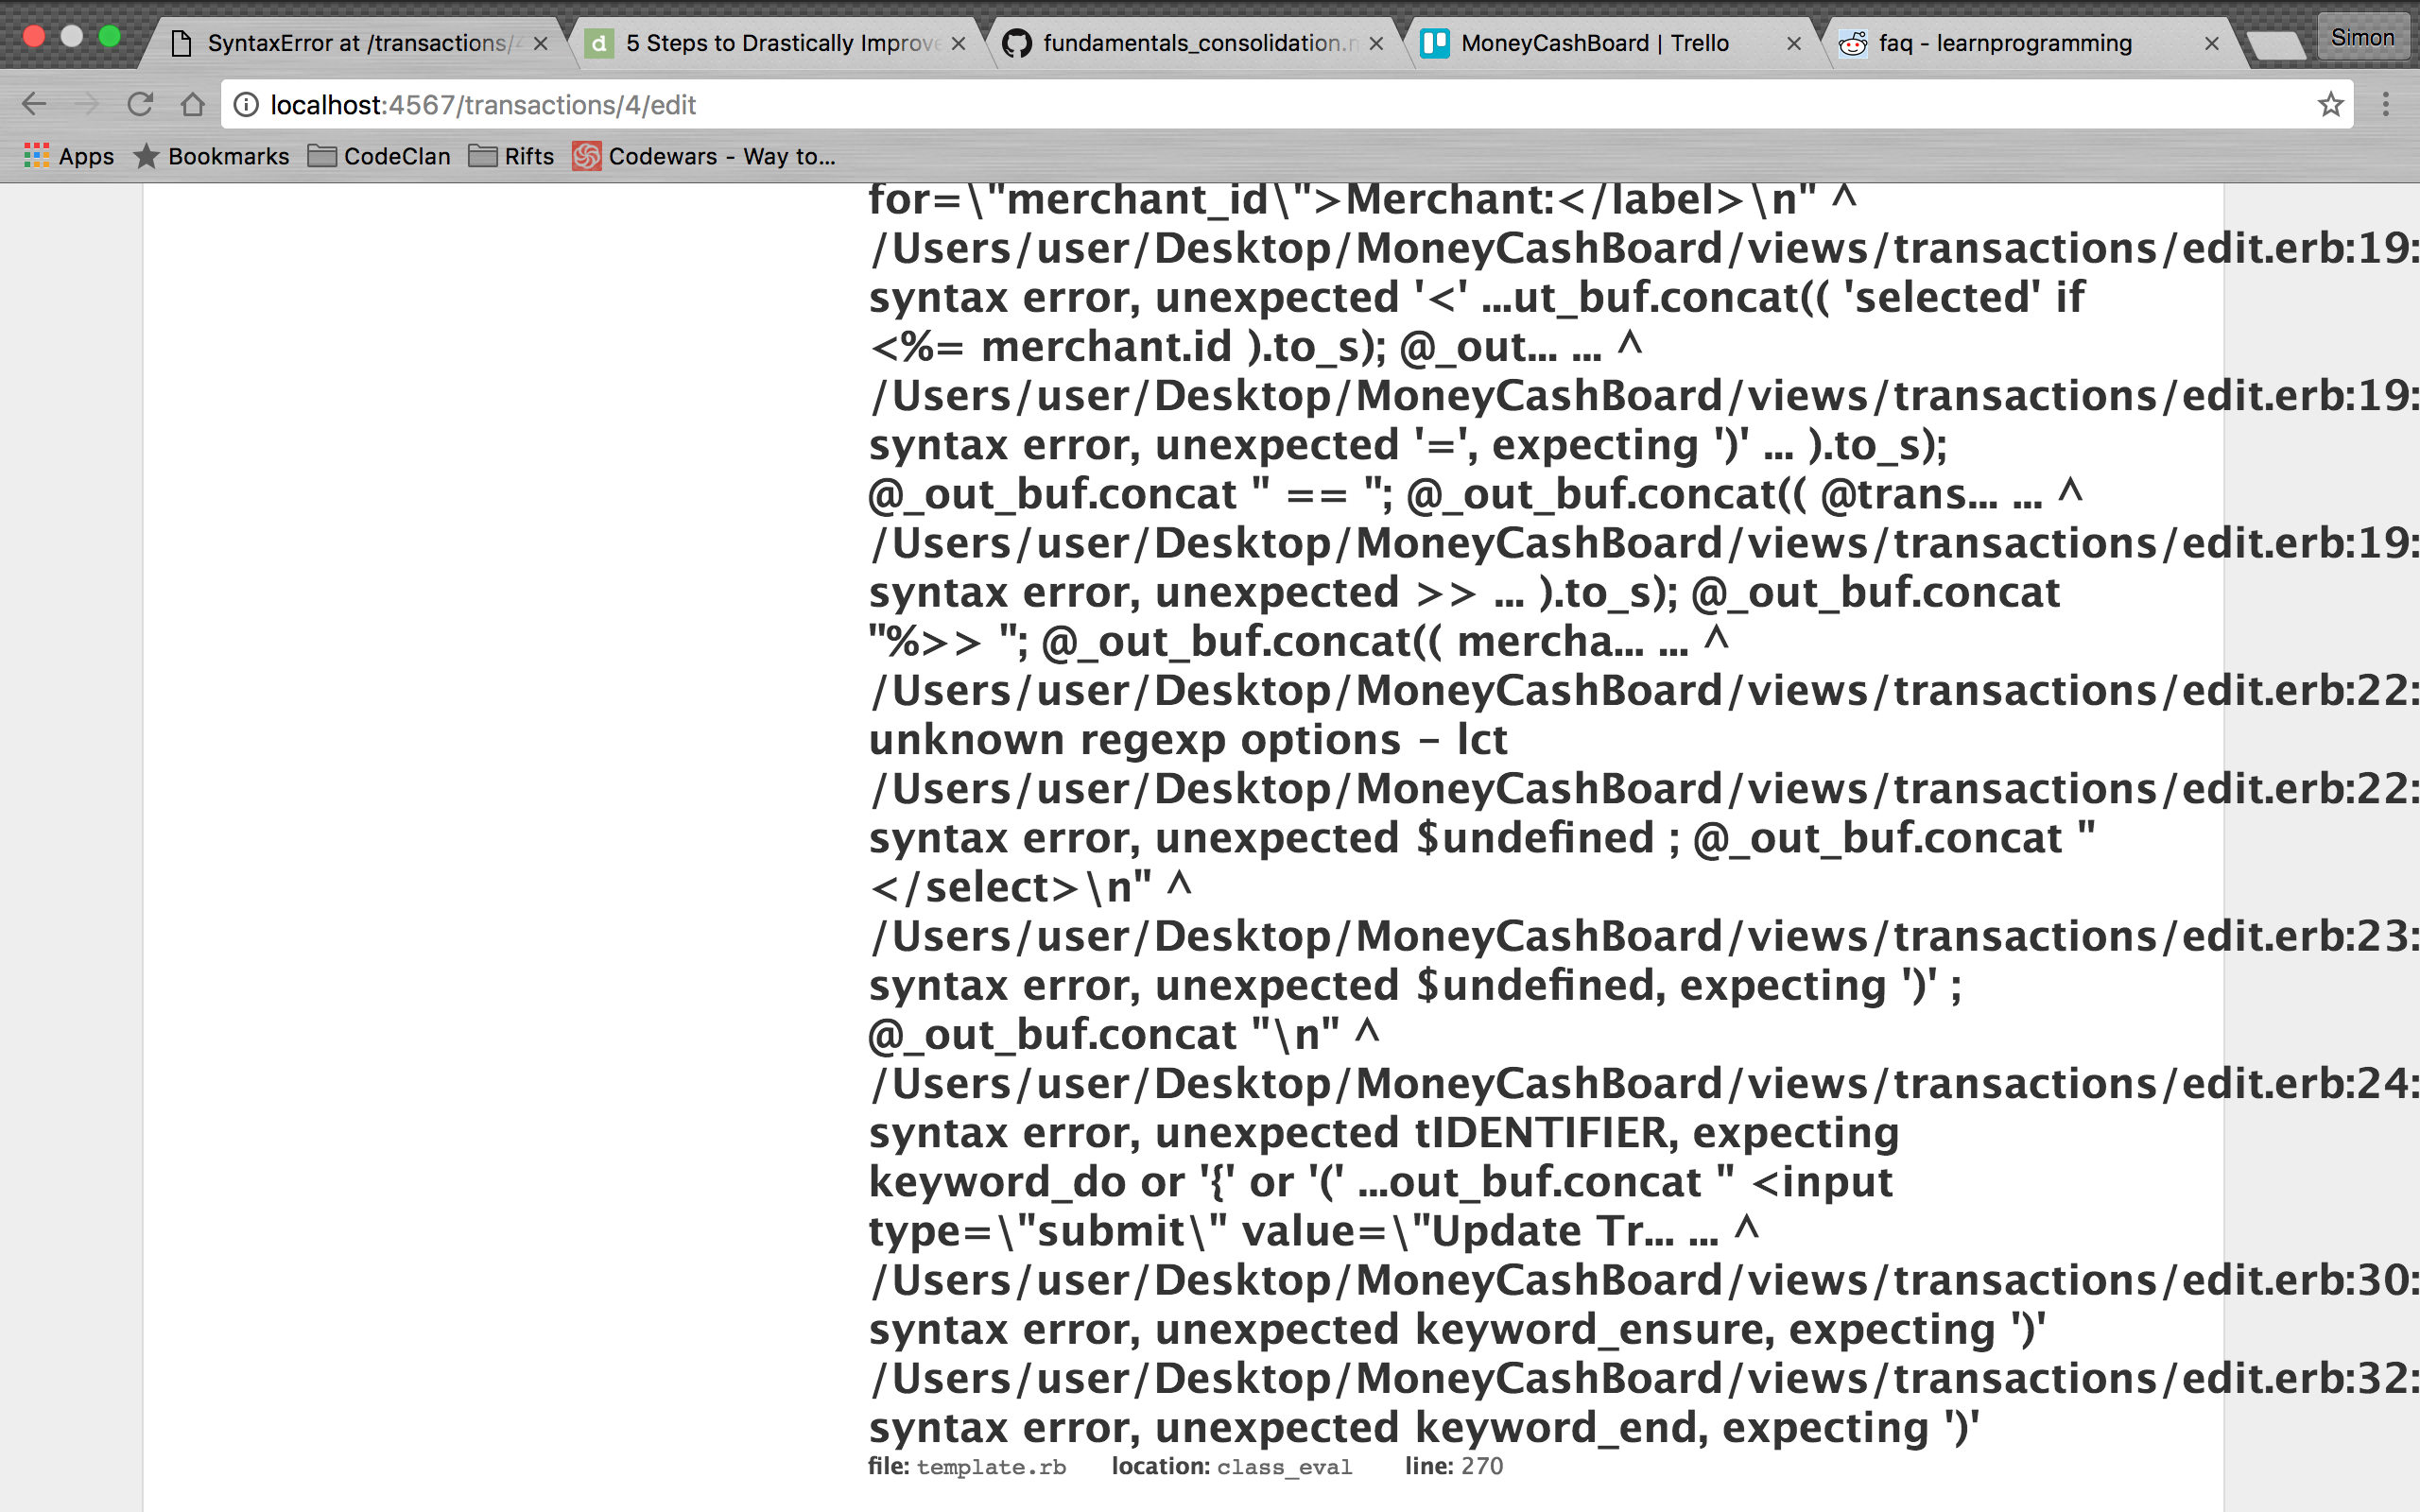 SyntaxError at /transactions/4
5 Steps to Drastically Improve
fundamentals_consolidation.
MoneyCashBoard | Trello
faq - learnprogramming
Simon
localhost:4567/transactions/4/edit
Apps
Bookmarks
CodeClan
Rifts
Codewars - Way to...
for=\"merchant_id\">Merchant:</label>\n" ^
/Users/user/Desktop/MoneyCashBoard/views/transactions/edit.erb:19:
syntax error, unexpected '<' ...ut_buf.concat(( 'selected' if
<%= merchant.id ).to_s); @_out... ... ^
/Users/user/Desktop/MoneyCashBoard/views/transactions/edit.erb:19:
syntax error, unexpected '=', expecting ')' ... ).to_s);
@_out_buf.concat " == "; @_out_buf.concat(( @trans... ... ^
/Users/user/Desktop/MoneyCashBoard/views/transactions/edit.erb:19:
syntax error, unexpected >> ... ).to_s); @_out_buf.concat
"%>> "; @_out_buf.concat(( mercha... ... ^
/Users/user/Desktop/MoneyCashBoard/views/transactions/edit.erb:22:
unknown regexp options - lct
/Users/user/Desktop/MoneyCashBoard/views/transactions/edit.erb:22:
syntax error, unexpected $undefined ; @_out_buf.concat "
</select>\n" ^
/Users/user/Desktop/MoneyCashBoard/views/transactions/edit.erb:23:
syntax error, unexpected $undefined, expecting ')' ;
@_out_buf.concat "\n" ^
/Users/user/Desktop/MoneyCashBoard/views/transactions/edit.erb:24:
syntax error, unexpected tIDENTIFIER, expecting
keyword_do or '{' or '(' ...out_buf.concat " <input
type=\"submit\" value=\"Update Tr... ... ^
/Users/user/Desktop/MoneyCashBoard/views/transactions/edit.erb:30:
syntax error, unexpected keyword_ensure, expecting ')'
/Users/user/Desktop/MoneyCashBoard/views/transactions/edit.erb:32:
syntax error, unexpected keyword_end, expecting ')'
file: template.rb location: class_eval line: 270